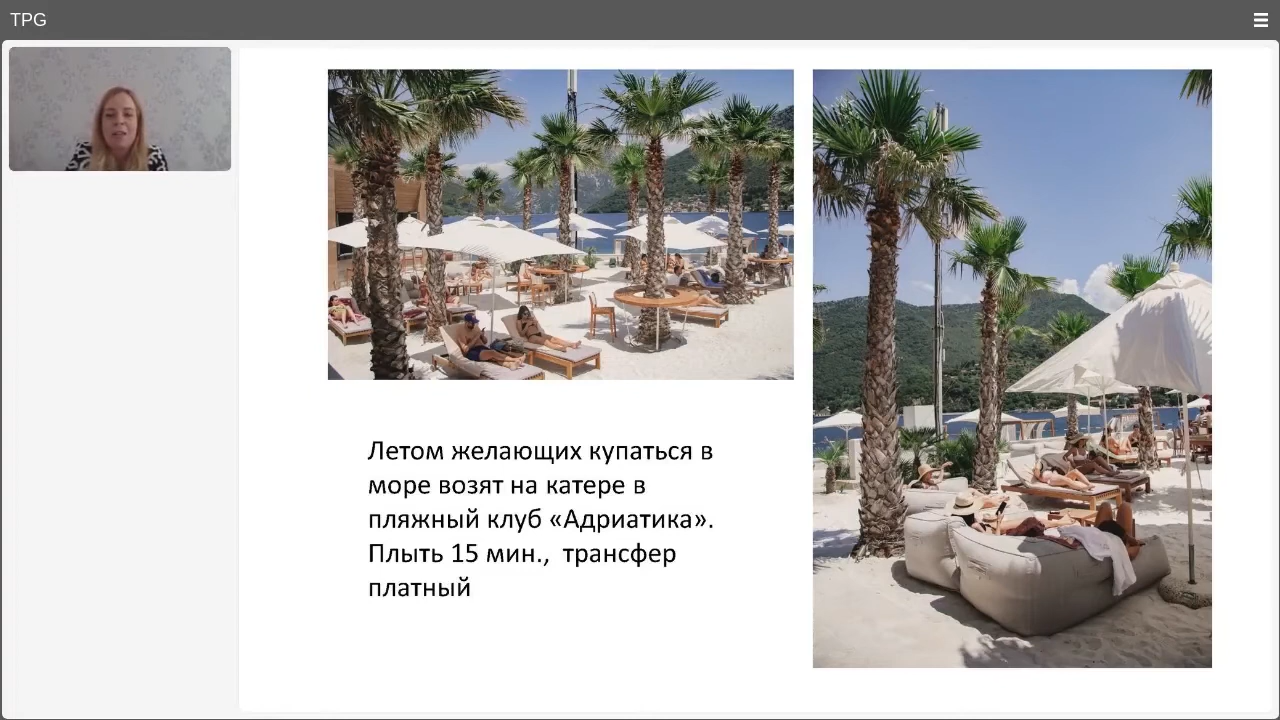 TPG
Летом желающих купаться в
море возят на катере в
пляжный клуб «Адриатика».
Плыть 15 мин.,  трансфер
платный